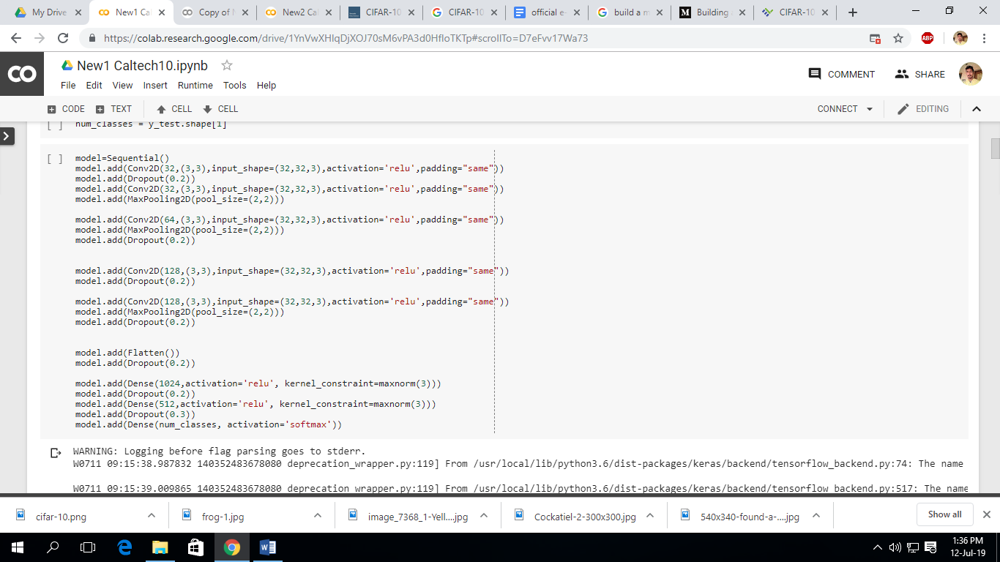 My Drive
New1 Cal
Copy of
New2 Cal
CIFAR-10
CIFAR-10
official e-
build a m
Building
CIFAR-10
https://colab.research.google.com/drive/
ABP
CO
New1 Caltech10.ipynb
COMMENT
SHARE
File Edit View Insert Runtime Tools Help
CODE TEXT CELL CELL
CONNECT
EDITING
[ ] num_classes = y_test.shape[1]
[ ] model=Sequential()
model.add(Conv2D(32,(3,3),input_shape=(32,32,3),activation='relu',padding="same"))
model.add(Dropout(0.2))
model.add(Conv2D(32,(3,3),input_shape=(32,32,3),activation='relu',padding="same"))
model.add(MaxPooling2D(pool_size=(2,2)))
model.add(Conv2D(64,(3,3),input_shape=(32,32,3),activation='relu',padding="same"))
model.add(MaxPooling2D(pool_size=(2,2)))
model.add(Dropout(0.2))
model.add(Conv2D(128,(3,3),input_shape=(32,32,3),activation='relu',padding="same"))
model.add(Dropout(0.2))
model.add(Conv2D(128,(3,3),input_shape=(32,32,3),activation='relu',padding="same"))
model.add(MaxPooling2D(pool_size=(2,2)))
model.add(Dropout(0.2))
model.add(Flatten())
model.add(Dropout(0.2))
model.add(Dense(1024,activation='relu', kernel_constraint=maxnorm(3)))
model.add(Dropout(0.2))
model.add(Dense(512,activation='relu', kernel_constraint=maxnorm(3)))
model.add(Dropout(0.3))
model.add(Dense(num_classes, activation='softmax'))
WARNING: Logging before flag parsing goes to stderr.
W0711 09:15:38.987832 140352483678080 deprecation_wrapper.py:119] From /usr/local/lib/python3.6/dist-packages/keras/backend/tensorflow_backend.py:74: The name
W0711 09:15:39.009865 140352483678080 deprecation_wrapper.py:119] From /usr/local/lib/python3.6/dist-packages/keras/backend/tensorflow_backend.py:517: The name
cifar-10.png
frog-1.jpg
image_7368_1-Yell....jpg
Cockatiel-2-300x300.jpg
540x340-found-a-....jpg
Show all
1:36 PM
12-Jul-19